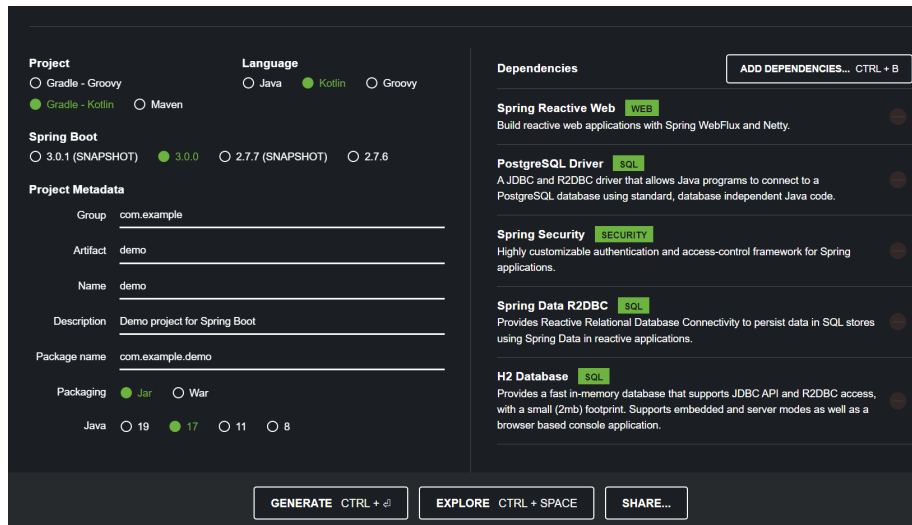 Project
Gradle - Groovy
Gradle - Kotlin Maven
Language
Java Kotlin Groovy
Spring Boot
3.0.1 (SNAPSHOT) 3.0.0 2.7.7 (SNAPSHOT) 2.7.6
Project Metadata
Group com.example
Artifact demo
Name demo
Description Demo project for Spring Boot
Package name com.example.demo
Packaging Jar War
Java 19 17 11 8
Dependencies
ADD DEPENDENCIES... CTRL + B
Spring Reactive Web WEB
Build reactive web applications with Spring WebFlux and Netty.
PostgreSQL Driver SQL
A JDBC and R2DBC driver that allows Java programs to connect to a
PostgreSQL database using standard, database independent Java code.
Spring Security SECURITY
Highly customizable authentication and access-control framework for Spring
applications.
Spring Data R2DBC SQL
Provides Reactive Relational Database Connectivity to persist data in SQL stores
using Spring Data in reactive applications.
H2 Database SQL
Provides a fast in-memory database that supports JDBC API and R2DBC access,
with a small (2mb) footprint. Supports embedded and server modes as well as a
browser based console application.
GENERATE CTRL + ⏎
EXPLORE CTRL + SPACE
SHARE...